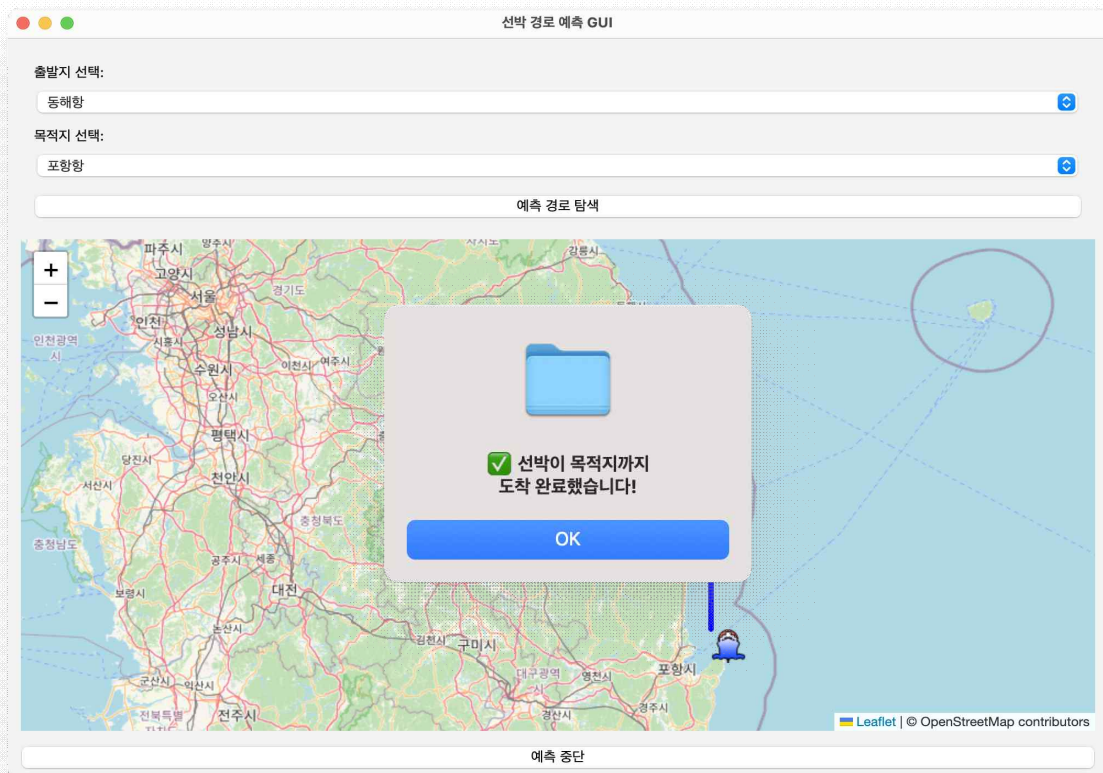 선박 경로 예측 GUI
출발지 선택:
동해항
목적지 선택:
포항항
예측 경로 탐색
+
−
파주시
고양시
서울
경기도
강릉시
인천
인천광역
시
시흥시
성남시
수원시
이천시
여주시
오산시
평택시
당진시
서산시
천안시
충청북도
충청남도
공주시
세종
보령시
대전
논산시
김천시
구미시
대구광역
시
영천시
포항시
군산시
익산시
전북특별
전주시
경산시
경주시
✅ 선박이 목적지까지
도착 완료했습니다!
OK
Leaflet | © OpenStreetMap contributors
예측 중단